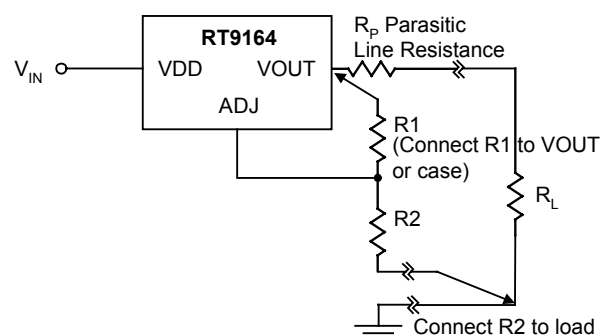 RT9164
R_P Parasitic
Line Resistance
V_IN
VDD
VOUT
ADJ
R1
(Connect R1 to VOUT
or case)
R_L
R2
Connect R2 to load